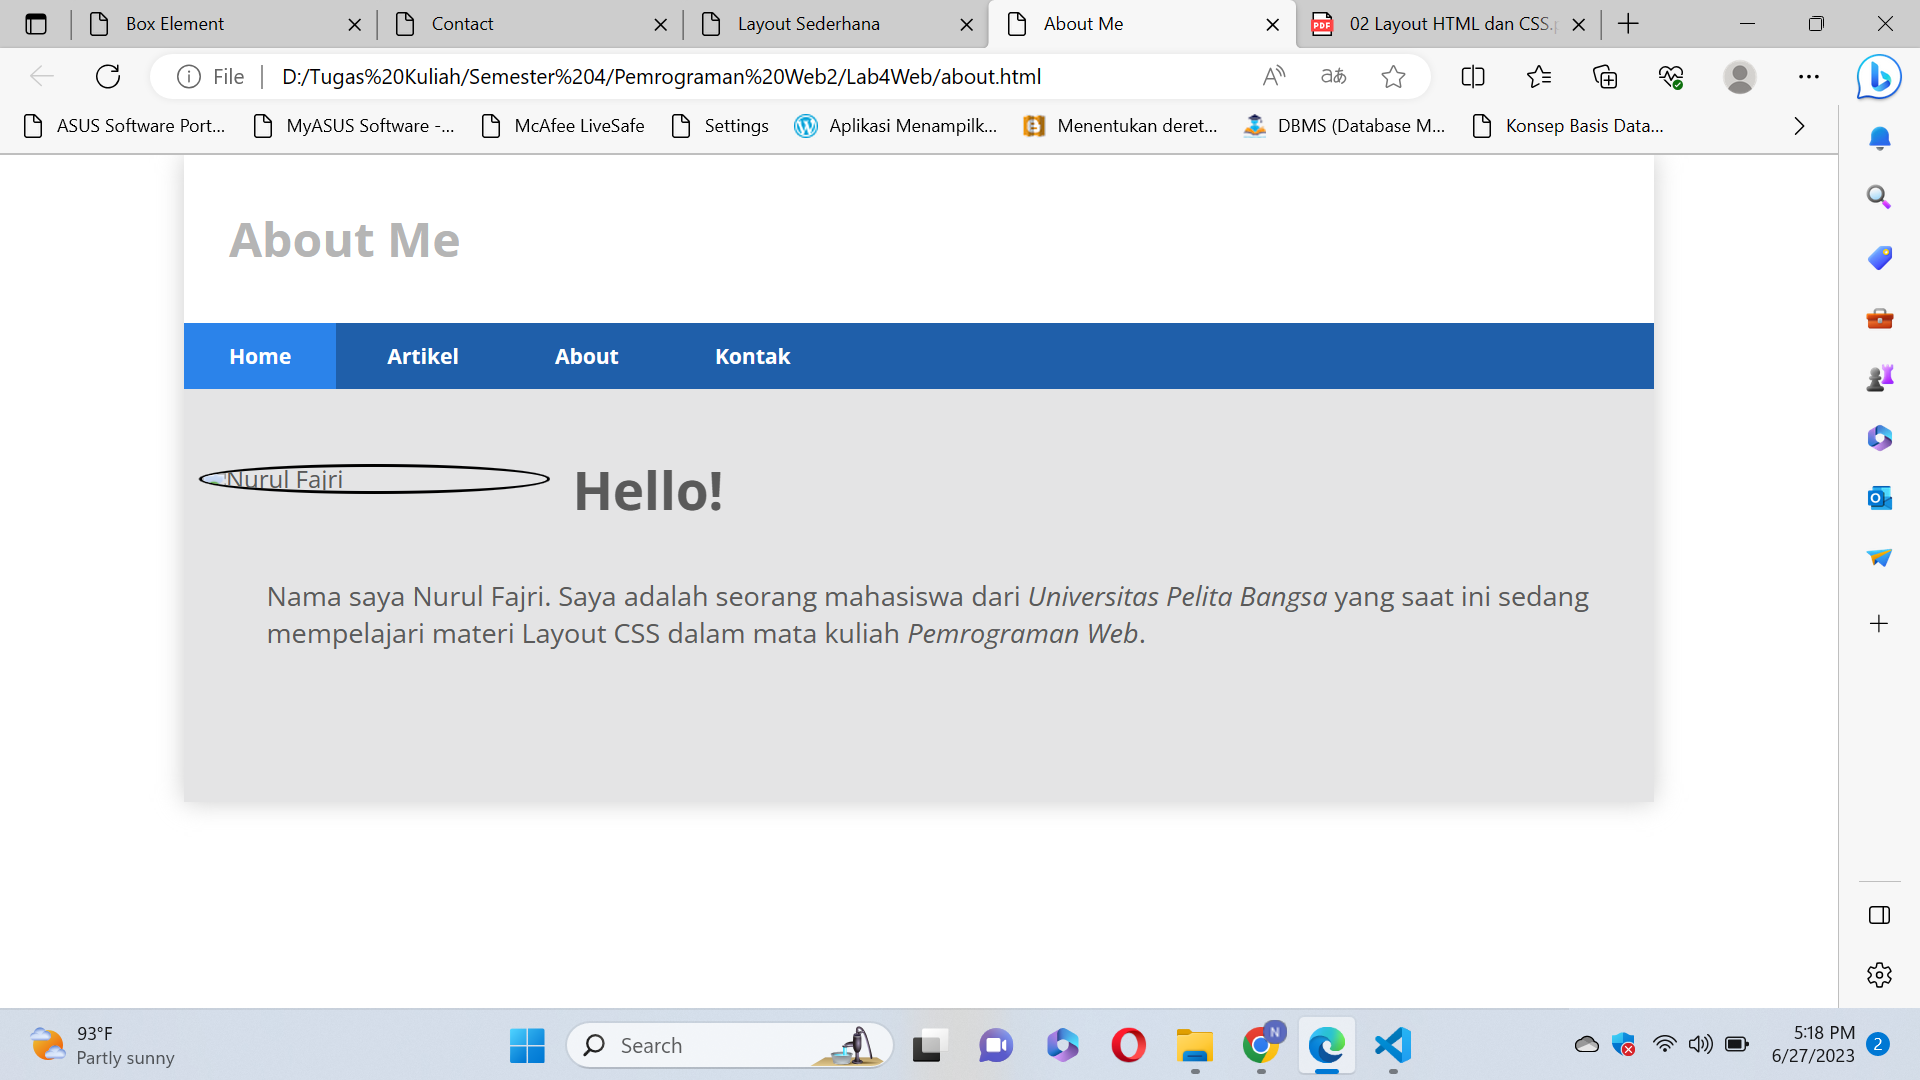 Box Element
Contact
Layout Sederhana
About Me
02 Layout HTML dan CSS.
File
D:/Tugas%20Kuliah/Semester%204/Pemrograman%20Web2/Lab4Web/about.html
ASUS Software Port...
MyASUS Software -...
McAfee LiveSafe
Settings
Aplikasi Menampilk...
Menentukan deret...
DBMS (Database M...
Konsep Basis Data...
About Me
Home
Artikel
About
Kontak
Nurul Fajri
Hello!
Nama saya Nurul Fajri. Saya adalah seorang mahasiswa dari Universitas Pelita Bangsa yang saat ini sedang
mempelajari materi Layout CSS dalam mata kuliah Pemrograman Web.
93°F
Partly sunny
Search
N
5:18 PM
6/27/2023
2